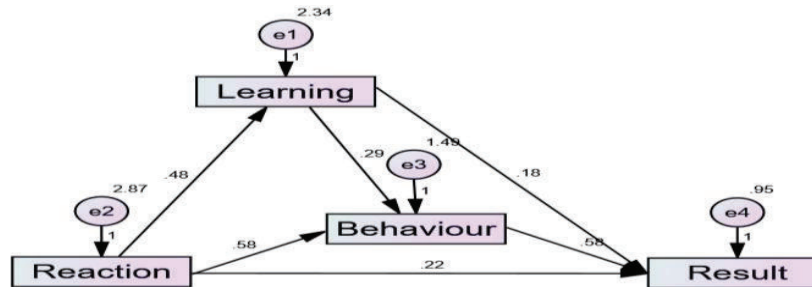 2.34
e1
1
Learning
1.49
.29
e3
.18
.48
2.87
e2
1
1
.95
e4
1
Behaviour
.58
.58
Reaction
.22
Result